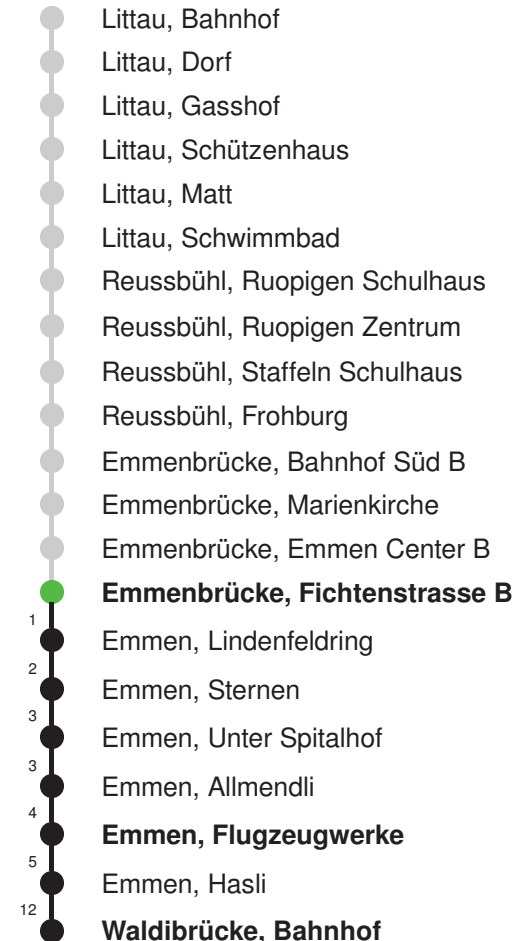 Littau, Bahnhof
Littau, Dorf
Littau, Gasshof
Littau, Schützenhaus
Littau, Matt
Littau, Schwimmbad
Reussbühl, Ruopigen Schulhaus
Reussbühl, Ruopigen Zentrum
Reussbühl, Staffeln Schulhaus
Reussbühl, Frohburg
Emmenbrücke, Bahnhof Süd B
Emmenbrücke, Marienkirche
Emmenbrücke, Emmen Center B
Emmenbrücke, Fichtenstrasse B
1 Emmen, Lindenfeldring
2 Emmen, Sternen
3 Emmen, Unter Spitalhof
3 Emmen, Allmendli
4 Emmen, Flugzeugwerke
5 Emmen, Hasli
12 Waldibrücke, Bahnhof